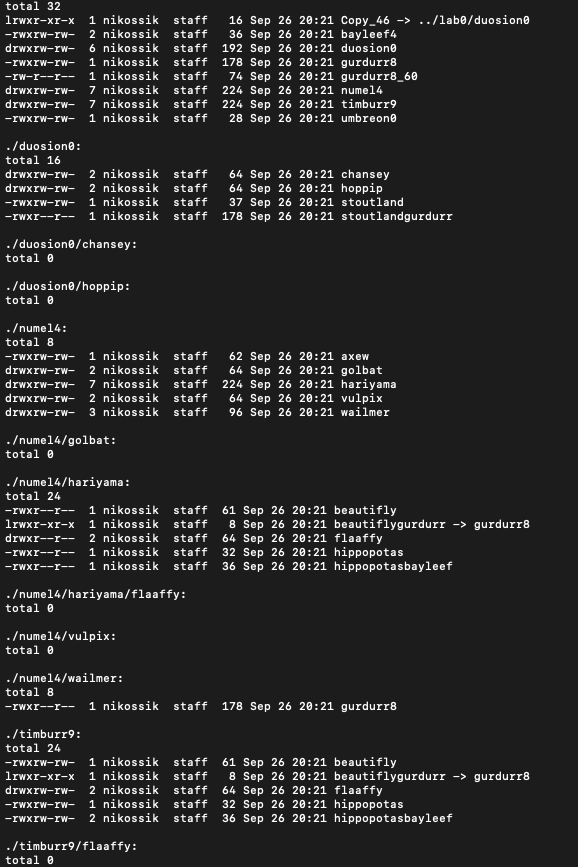 total 32
lrwxr-xr-x  1 nikossik  staff   16 Sep 26 20:21 Copy_46 -> ../lab0/duosion0
-rwxrw-rw-  2 nikossik  staff   36 Sep 26 20:21 bayleef4
drwxrw-rw-  6 nikossik  staff  192 Sep 26 20:21 duosion0
-rwxrw-rw-  1 nikossik  staff  178 Sep 26 20:21 gurdurr8
-rw-r--r--  1 nikossik  staff   74 Sep 26 20:21 gurdurr8_60
drwxrw-rw-  7 nikossik  staff  224 Sep 26 20:21 numel4
drwxrw-rw-  7 nikossik  staff  224 Sep 26 20:21 timburr9
-rwxrw-rw-  1 nikossik  staff   28 Sep 26 20:21 umbreon0

./duosion0:
total 16
drwxrw-rw-  2 nikossik  staff   64 Sep 26 20:21 chansey
drwxrw-rw-  2 nikossik  staff   64 Sep 26 20:21 hoppip
-rwxrw-rw-  1 nikossik  staff   37 Sep 26 20:21 stoutland
-rwxr--r--  1 nikossik  staff  178 Sep 26 20:21 stoutlandgurdurr

./duosion0/chansey:
total 0

./duosion0/hoppip:
total 0

./numel4:
total 8
-rwxrw-rw-  1 nikossik  staff   62 Sep 26 20:21 axew
drwxrw-rw-  2 nikossik  staff   64 Sep 26 20:21 golbat
drwxrw-rw-  7 nikossik  staff  224 Sep 26 20:21 hariyama
drwxrw-rw-  2 nikossik  staff   64 Sep 26 20:21 vulpix
drwxrw-rw-  3 nikossik  staff   96 Sep 26 20:21 wailmer

./numel4/golbat:
total 0

./numel4/hariyama:
total 24
-rwxr--r--  1 nikossik  staff  61 Sep 26 20:21 beautifly
lrwxr-xr-x  1 nikossik  staff   8 Sep 26 20:21 beautiflygurdurr -> gurdurr8
drwxr--r--  2 nikossik  staff  64 Sep 26 20:21 flaaffy
-rwxr--r--  1 nikossik  staff  32 Sep 26 20:21 hippopotas
-rwxr--r--  1 nikossik  staff  36 Sep 26 20:21 hippopotasbayleef

./numel4/hariyama/flaaffy:
total 0

./numel4/vulpix:
total 0

./numel4/wailmer:
total 8
-rwxr--r--  1 nikossik  staff  178 Sep 26 20:21 gurdurr8

./timburr9:
total 24
-rwxrw-rw-  1 nikossik  staff  61 Sep 26 20:21 beautifly
lrwxr-xr-x  1 nikossik  staff   8 Sep 26 20:21 beautiflygurdurr -> gurdurr8
drwxrw-rw-  2 nikossik  staff  64 Sep 26 20:21 flaaffy
-rwxrw-rw-  1 nikossik  staff  32 Sep 26 20:21 hippopotas
-rwxrw-rw-  2 nikossik  staff  36 Sep 26 20:21 hippopotasbayleef

./timburr9/flaaffy:
total 0